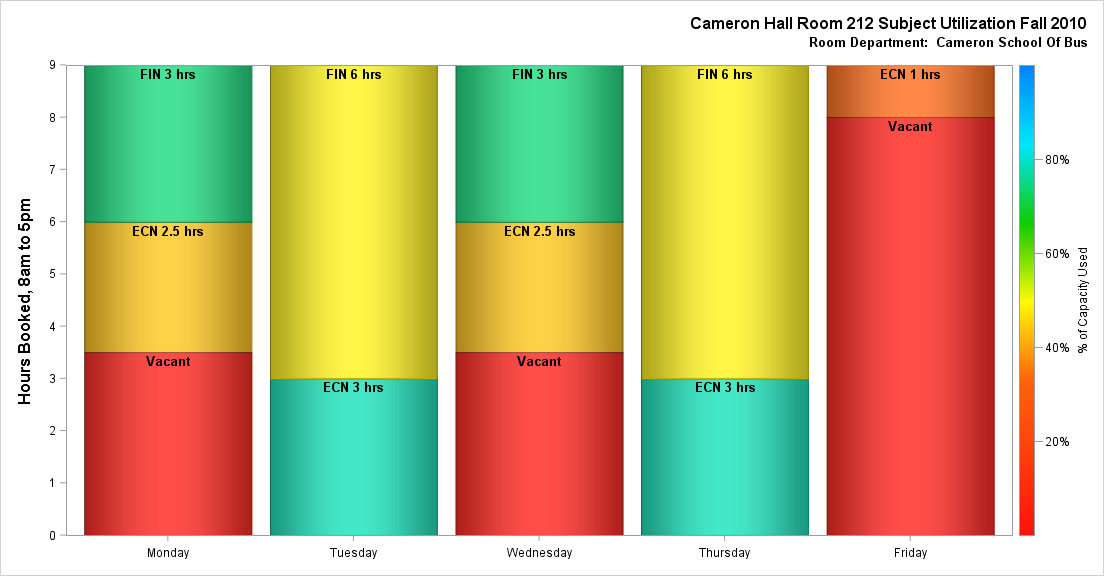 Cameron Hall Room 212 Subject Utilization Fall 2010
Room Department:  Cameron School Of Bus
Hours Booked, 8am to 5pm
9
8
7
6
5
4
3
2
1
0
FIN 3 hrs
ECN 2.5 hrs
Vacant
FIN 6 hrs
ECN 3 hrs
FIN 3 hrs
ECN 2.5 hrs
Vacant
FIN 6 hrs
ECN 3 hrs
ECN 1 hrs
Vacant
Monday
Tuesday
Wednesday
Thursday
Friday
80%
60%
40%
20%
% of Capacity Used